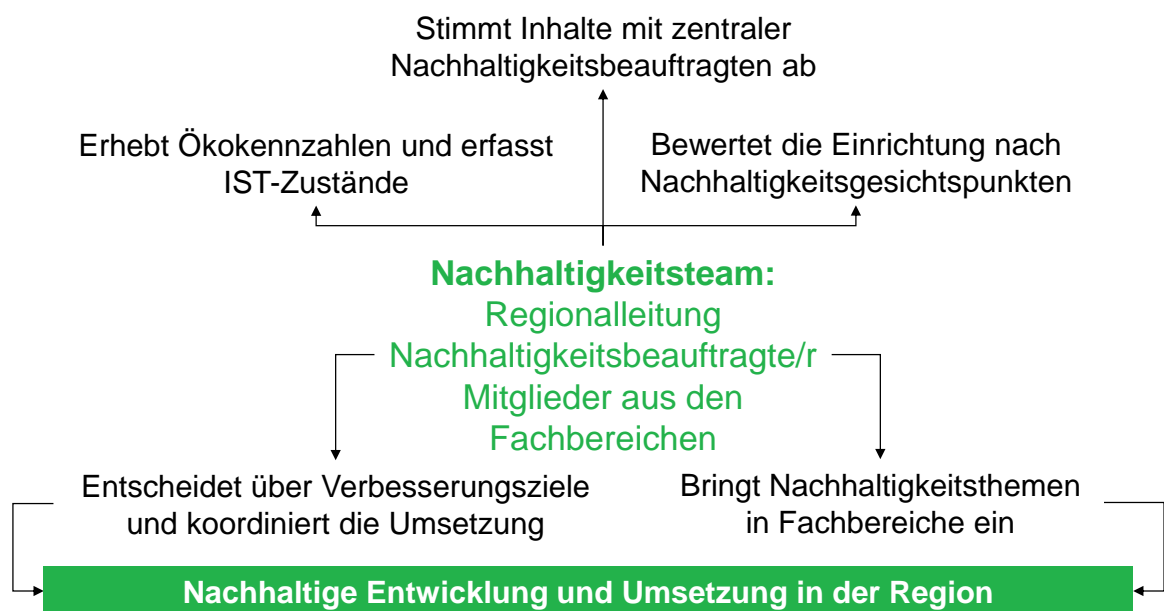 Stimmt Inhalte mit zentraler
Nachhaltigkeitsbeauftragten ab
Erhebt Ökokennzahlen und erfasst
IST-Zustände
Bewertet die Einrichtung nach
Nachhaltigkeitsgesichtspunkten
Nachhaltigkeitsteam:
Regionalleitung
Nachhaltigkeitsbeauftragte/r
Mitglieder aus den
Fachbereichen
Entscheidet über Verbesserungsziele
und koordiniert die Umsetzung
Bringt Nachhaltigkeitsthemen
in Fachbereiche ein
Nachhaltige Entwicklung und Umsetzung in der Region